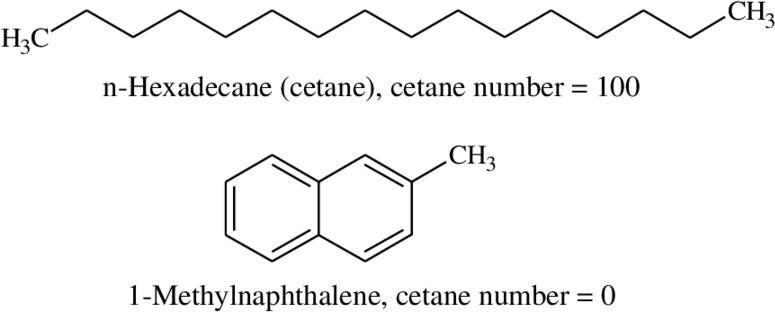 CH₃
H₃C
n-Hexadecane (cetane), cetane number = 100
CH₃
1-Methylnaphthalene, cetane number = 0